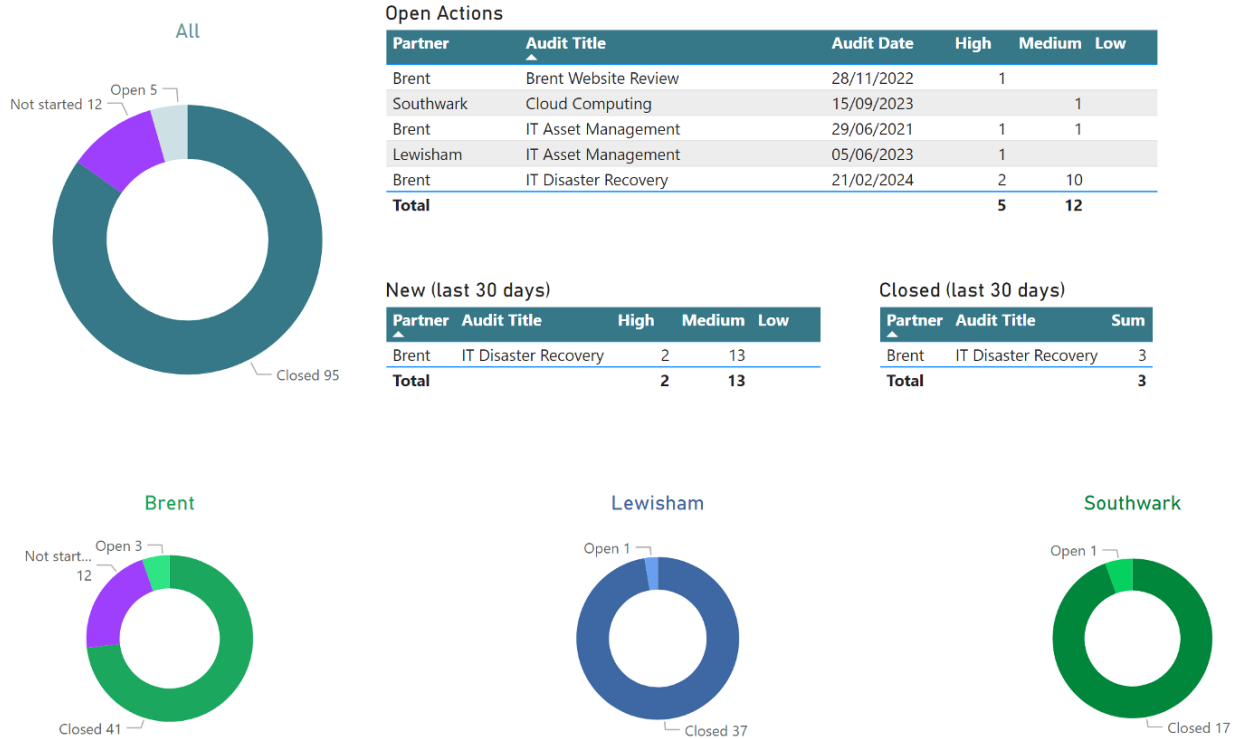 All
Open 5
Not started 12
Closed 95
Open Actions
Partner Audit Title Audit Date High Medium Low
Brent Brent Website Review 28/11/2022 1
Southwark Cloud Computing 15/09/2023 1
Brent IT Asset Management 29/06/2021 1 1
Lewisham IT Asset Management 05/06/2023 1
Brent IT Disaster Recovery 21/02/2024 2 10
Total 5 12
New (last 30 days)
Partner Audit Title High Medium Low
Brent IT Disaster Recovery 2 13
Total 2 13
Closed (last 30 days)
Partner Audit Title Sum
Brent IT Disaster Recovery 3
Total 3
Brent
Open 3
Not start...
12
Closed 41
Lewisham
Open 1
Closed 37
Southwark
Open 1
Closed 17